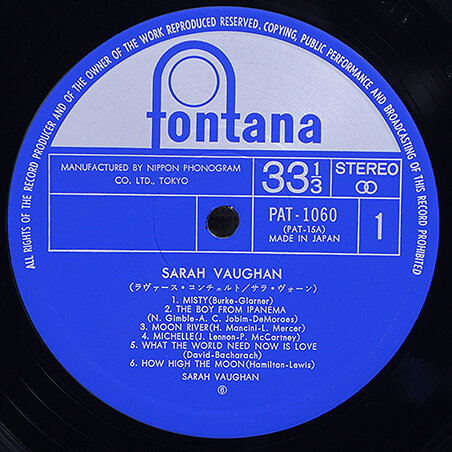 ALL RIGHTS OF THE RECORD PRODUCER AND OF THE OWNER OF THE WORK REPRODUCED RESERVED. COPYING, PUBLIC PERFORMANCE AND BROADCASTING OF THIS RECORD PROHIBITED
fontana
MANUFACTURED BY NIPPON PHONOGRAM
CO. LTD., TOKYO
33 1/3
STEREO
PAT-1060
(PAT-15A)
MADE IN JAPAN
1
SARAH VAUGHAN
(ラヴァース・コンチェルト/サラ・ヴォーン)
1. MISTY(Burke-Glarner)
2. THE BOY FROM IPANEMA
(N. Gimble-A. C. Jobim-DeMoraes)
3. MOON RIVER(H. Mancini-L. Mercer)
4. MICHELLE(J. Lennon-P. McCartney)
5. WHAT THE WORLD NEED NOW IS LOVE
(David-Bacharach)
6. HOW HIGH THE MOON(Hamilton-Lewis)
SARAH VAUGHAN